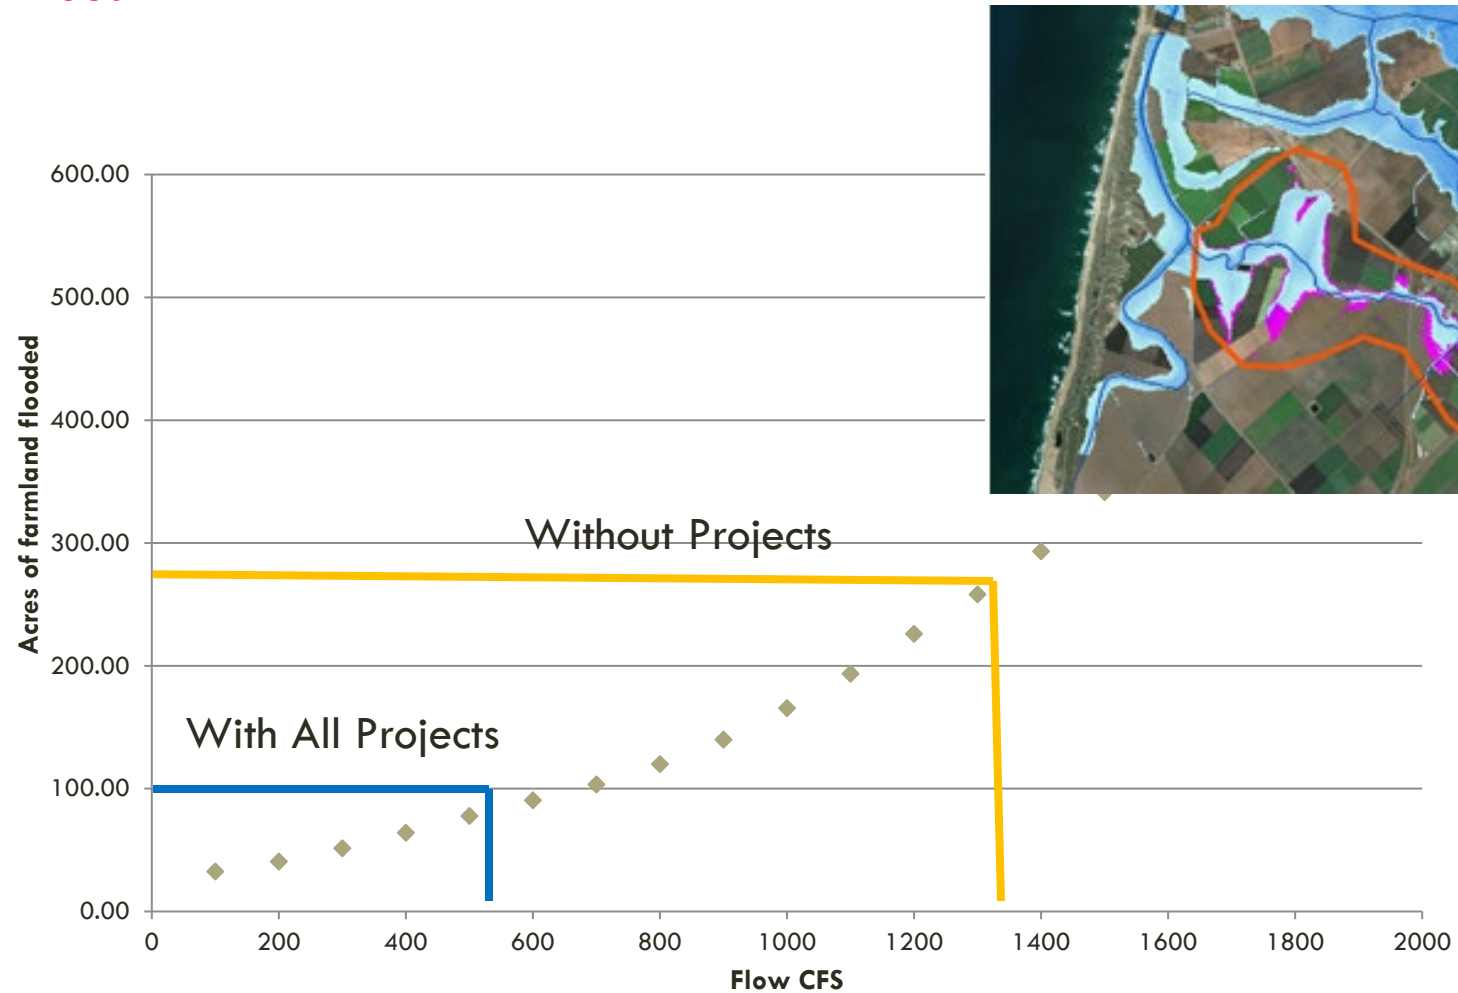 600.00
500.00
400.00
300.00
200.00
100.00
0.00
Acres of farmland flooded
Without Projects
With All Projects
0 200 400 600 800 1000 1200 1400 1600 1800 2000
Flow CFS